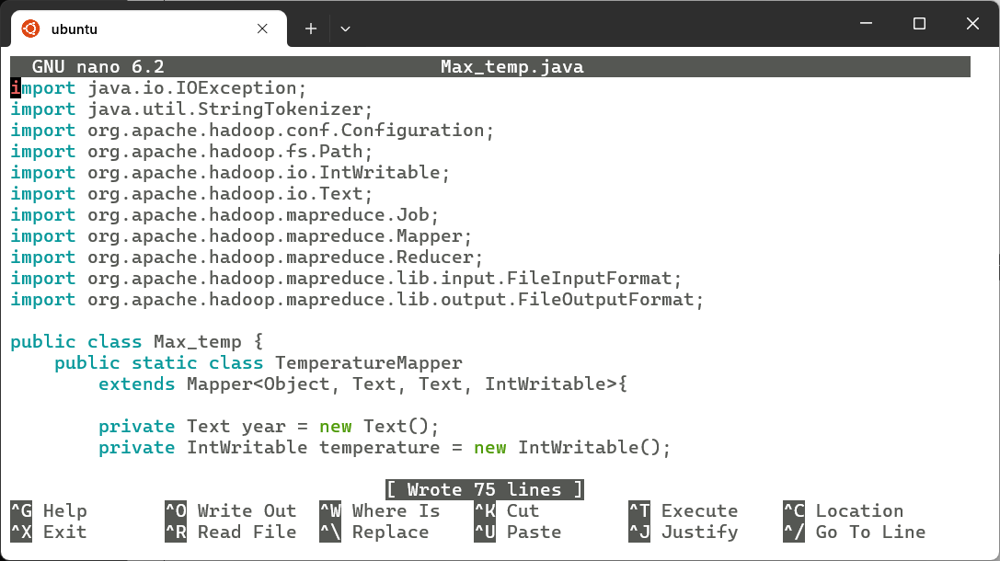 ubuntu
GNU nano 6.2 Max_temp.java
import java.io.IOException;
import java.util.StringTokenizer;
import org.apache.hadoop.conf.Configuration;
import org.apache.hadoop.fs.Path;
import org.apache.hadoop.io.IntWritable;
import org.apache.hadoop.io.Text;
import org.apache.hadoop.mapreduce.Job;
import org.apache.hadoop.mapreduce.Mapper;
import org.apache.hadoop.mapreduce.Reducer;
import org.apache.hadoop.mapreduce.lib.input.FileInputFormat;
import org.apache.hadoop.mapreduce.lib.output.FileOutputFormat;

public class Max_temp {
    public static class TemperatureMapper
        extends Mapper<Object, Text, Text, IntWritable>{

        private Text year = new Text();
        private IntWritable temperature = new IntWritable();

[ Wrote 75 lines ]
^G Help ^O Write Out ^W Where Is ^K Cut ^T Execute ^C Location
^X Exit ^R Read File ^\ Replace ^U Paste ^J Justify ^/ Go To Line